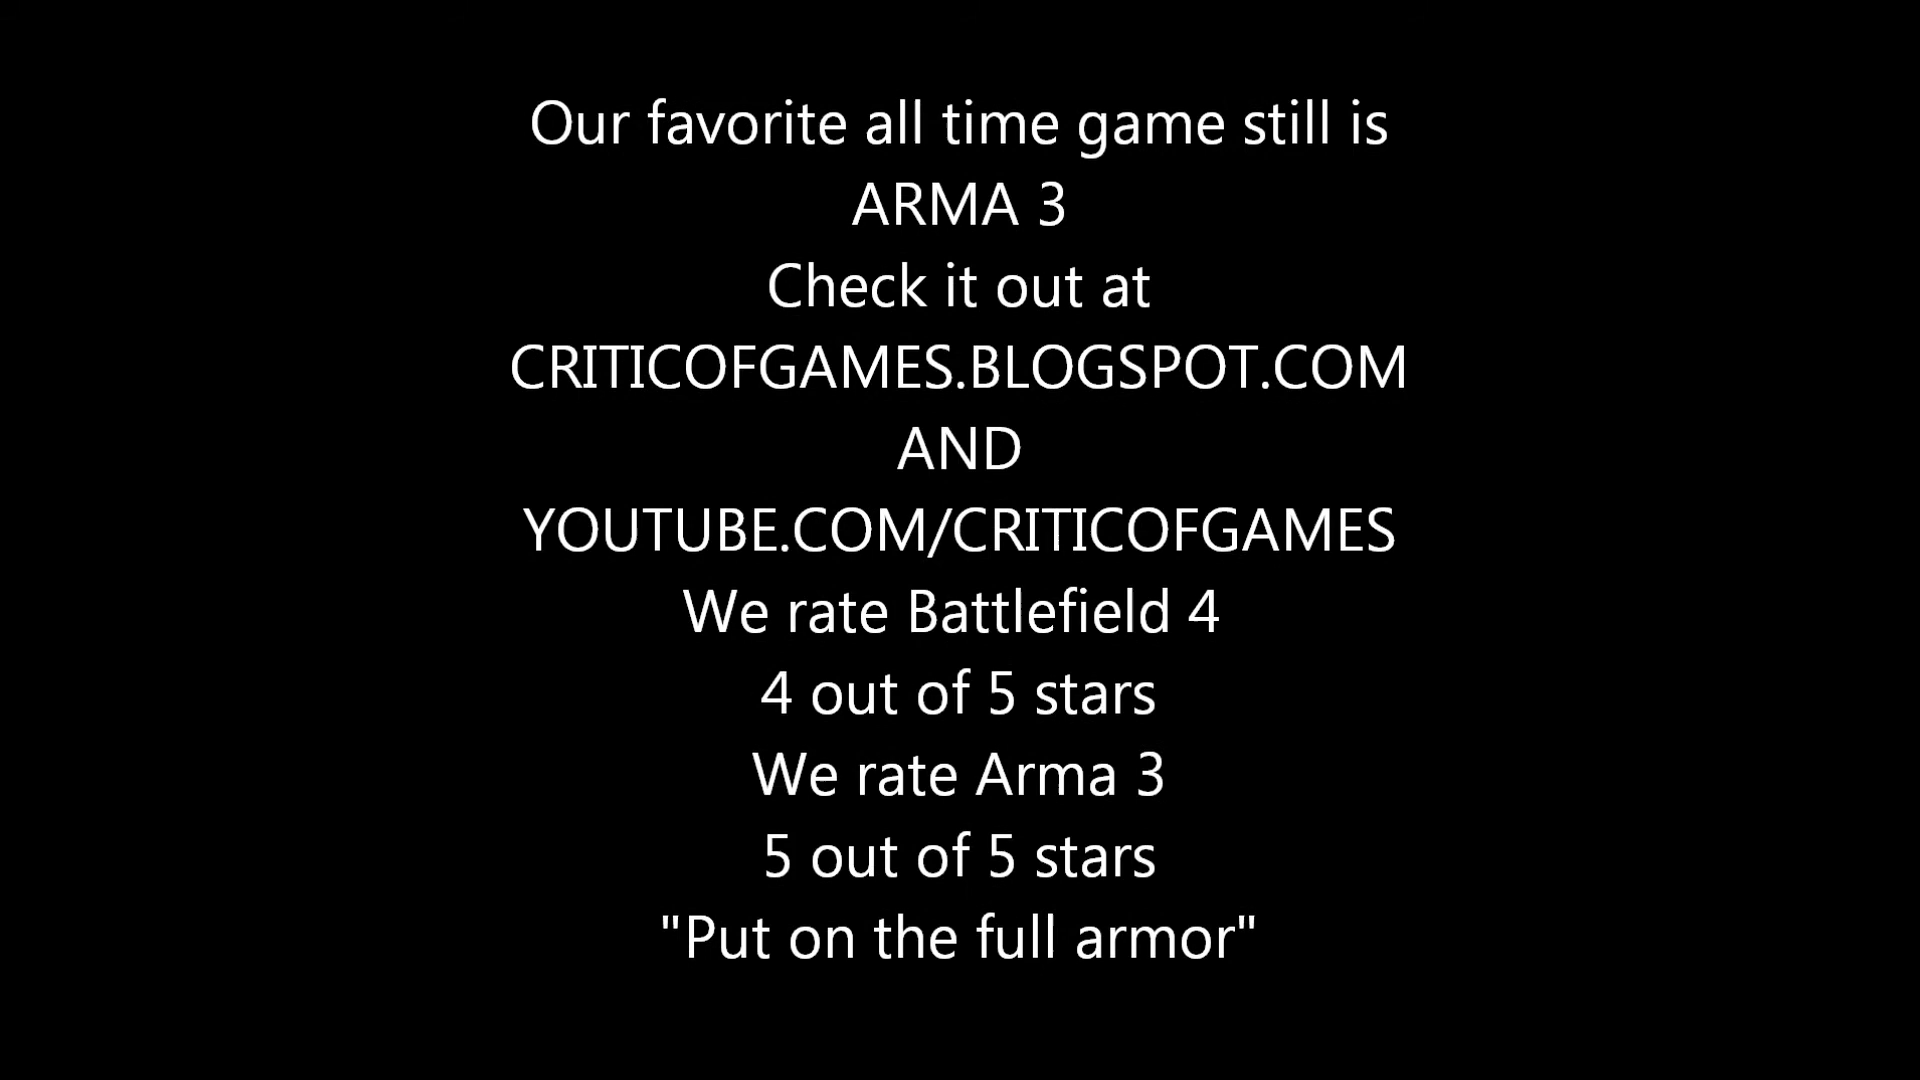 Our favorite all time game still is
ARMA 3
Check it out at
CRITICOFGAMES.BLOGSPOT.COM
AND
YOUTUBE.COM/CRITICOFGAMES
We rate Battlefield 4
4 out of 5 stars
We rate Arma 3
5 out of 5 stars
"Put on the full armor"